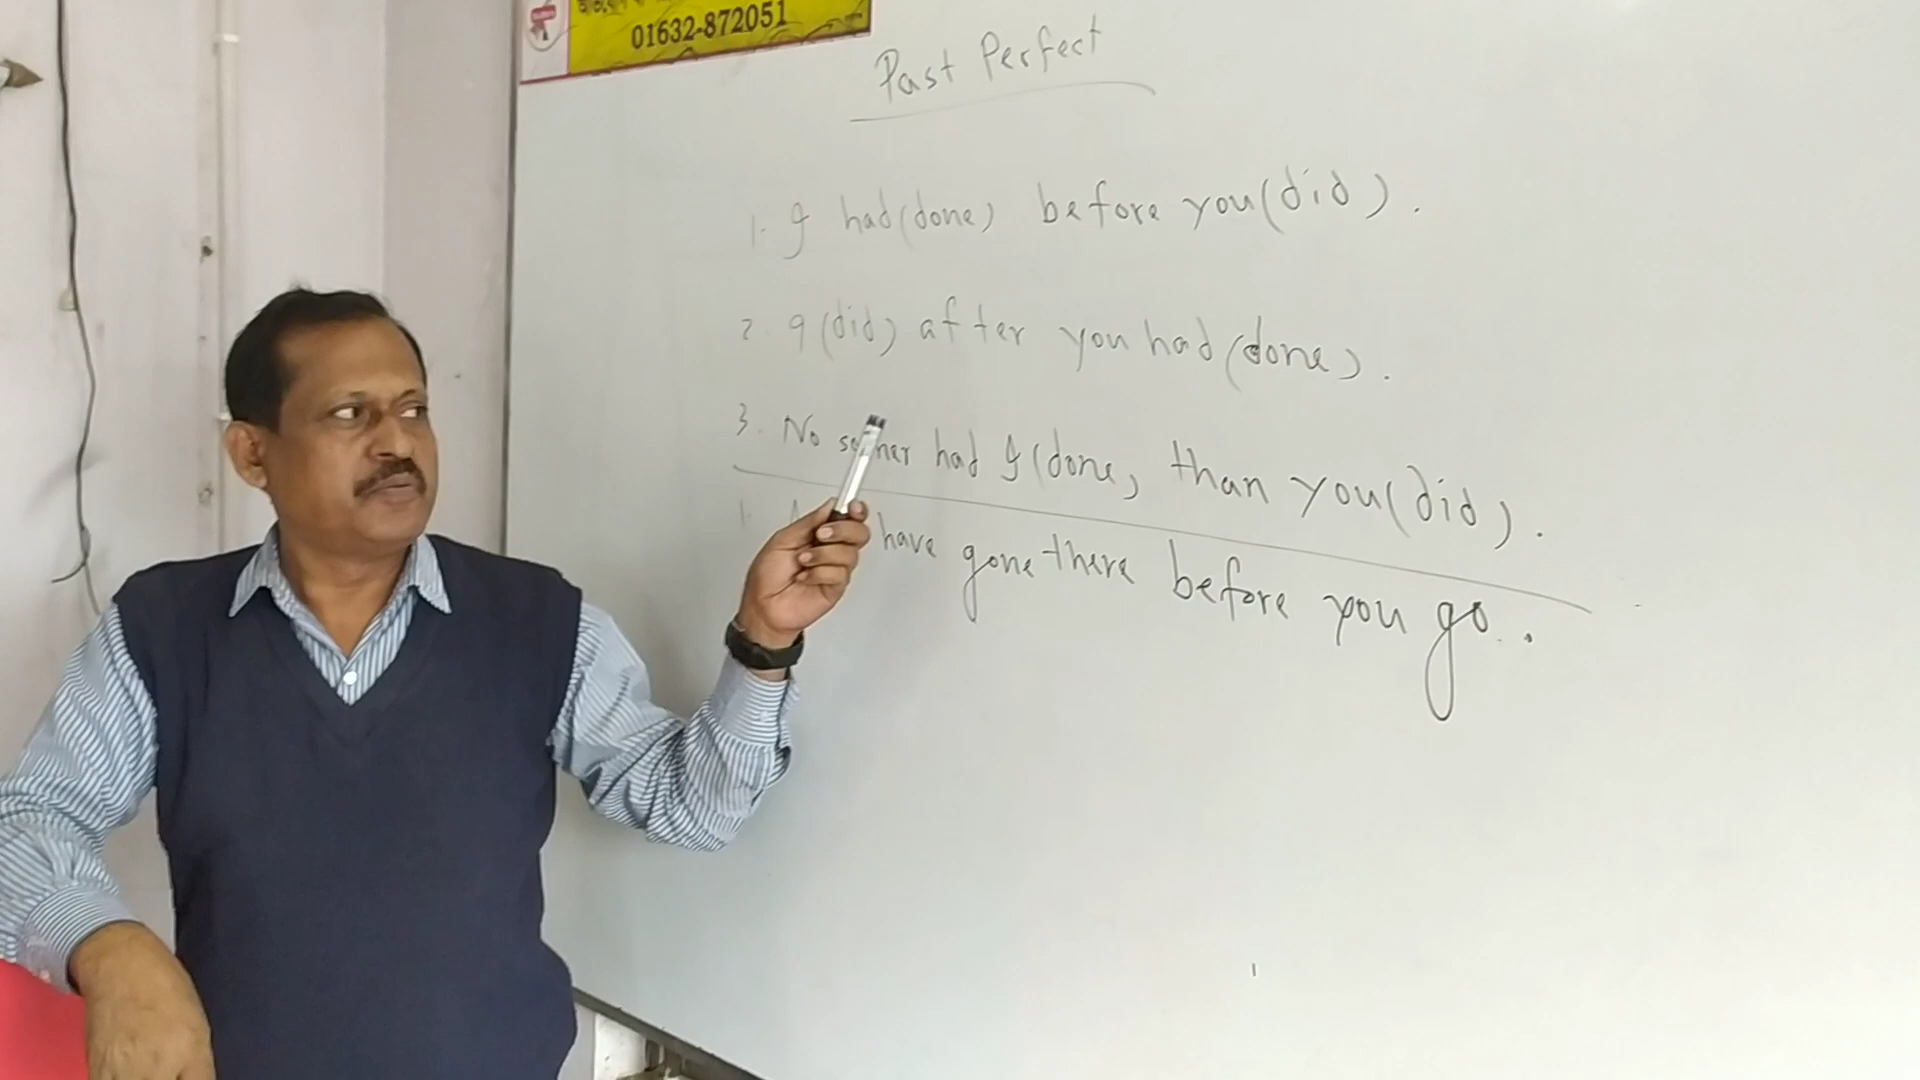 01632-872051
Past Perfect
1. I had (done) before you (did).
2. I (did) after you had (done).
3. No sooner had I (done) than you (did).
1. have gone there before you go.